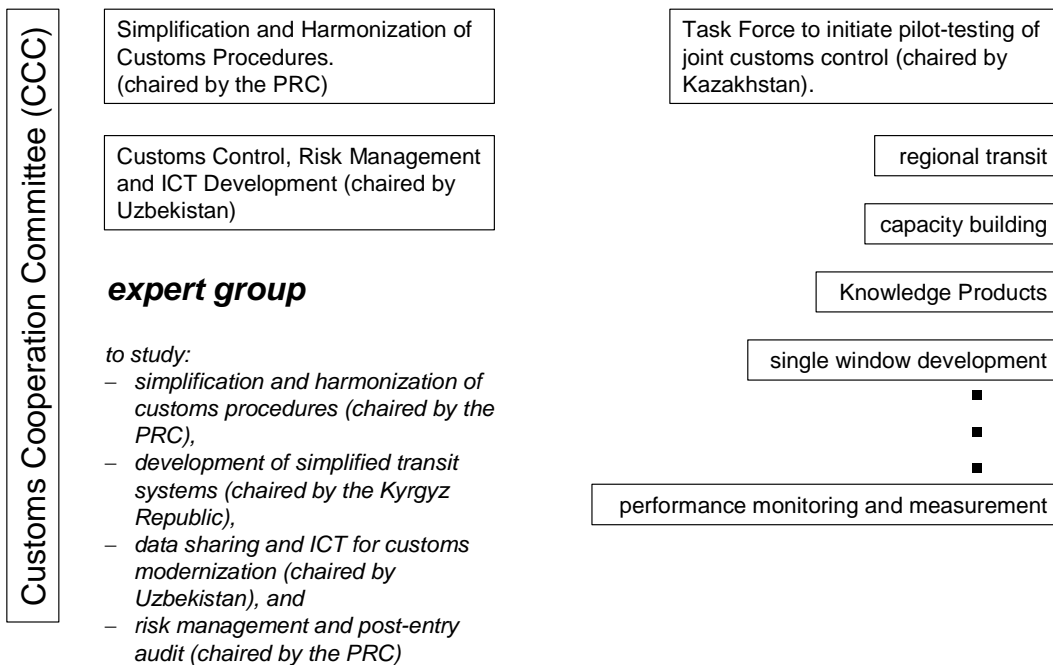 Customs Cooperation Committee (CCC)
Simplification and Harmonization of
Customs Procedures.
(chaired by the PRC)
Customs Control, Risk Management
and ICT Development (chaired by
Uzbekistan)
expert group
to study:
– simplification and harmonization of
customs procedures (chaired by the
PRC),
– development of simplified transit
systems (chaired by the Kyrgyz
Republic),
– data sharing and ICT for customs
modernization (chaired by
Uzbekistan), and
– risk management and post-entry
audit (chaired by the PRC)
Task Force to initiate pilot-testing of
joint customs control (chaired by
Kazakhstan).
regional transit
capacity building
Knowledge Products
single window development
performance monitoring and measurement